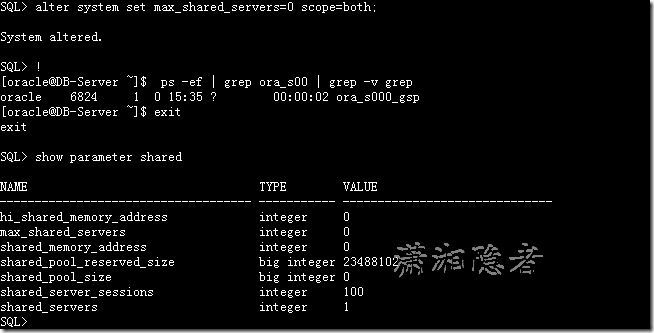 SQL> alter system set max_shared_servers=0 scope=both;
System altered.
SQL> !
[oracle@DB-Server ~]$  ps -ef | grep ora_s00 | grep -v grep
oracle    6824     1  0 15:35 ?        00:00:02 ora_s000_gsp
[oracle@DB-Server ~]$ exit
exit
SQL> show parameter shared
NAME                                 TYPE        VALUE
------------------------------------ ----------- ------------------------------
hi_shared_memory_address             integer     0
max_shared_servers                   integer     0
shared_memory_address                integer     0
shared_pool_reserved_size            big integer 23488102
shared_pool_size                     big integer 0
shared_server_sessions               integer     100
shared_servers                       integer     1
SQL>
潇湘隐者